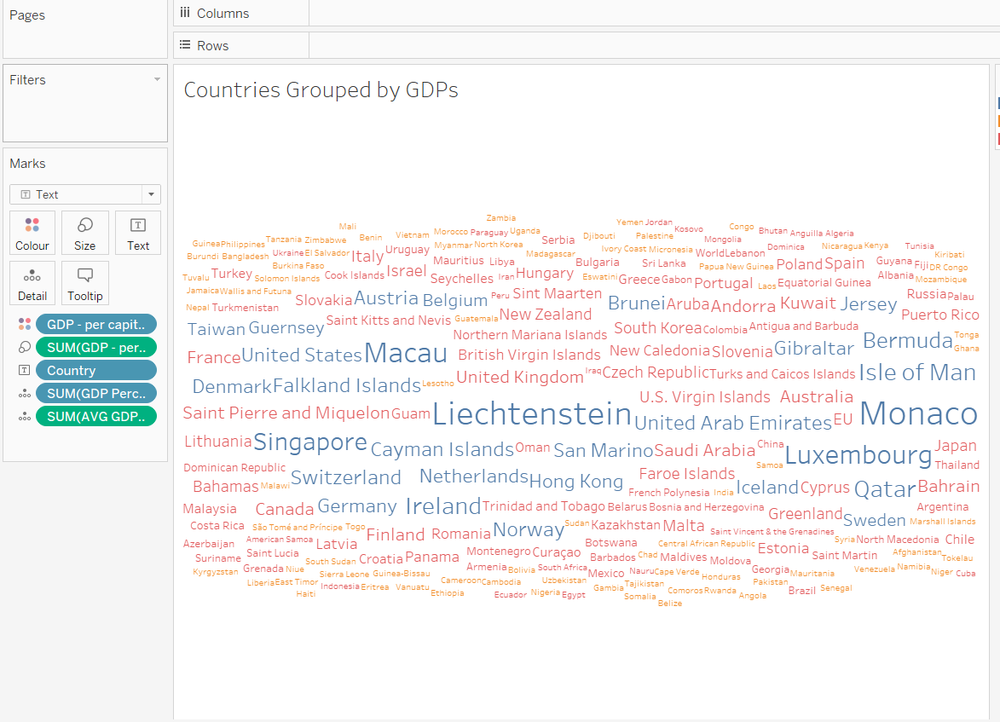 Pages
Columns
Rows
Filters
Marks
Text
Colour
Size
Text
Detail
Tooltip
GDP - per capit..
SUM(GDP - per..
Country
SUM(GDP Perc..
SUM(AVG GDP..
Countries Grouped by GDPs
Zambia
Mali Yemen Jordan
Guinea Philippines Tanzania Zimbabwe Benin Vietnam Morocco Paraguay Uganda Serbia Djibouti Palestine Kosovo Mongolia Congo Bhutan Anguilla Algeria
Burundi Bangladesh Ukraine El Salvador Italy Uruguay Myanmar North Korea Madagascar Ivory Coast Micronesia World Lebanon Dominica Nicaragua Kenya Tunisia Kiribati
Tuvalu Turkey Burkina Faso Solomon Islands Cook Islands Israel Mauritius Libya Seychelles Iran Hungary Bulgaria Eswatini Greece Sri Lanka Gabon Papua New Guinea Portugal Laos Poland Spain Equatorial Guinea Guyana Fiji DR Congo Albania Mozambique
Jamaica Wallis and Futuna Slovakia Austria Belgium Peru Sint Maarten Brunei Aruba Andorra Kuwait Jersey Russia Palau
Nepal Turkmenistan Saint Kitts and Nevis Guatemala New Zealand Puerto Rico
Taiwan Guernsey Northern Mariana Islands South Korea Colombia Antigua and Barbuda Tonga
France United States Macau British Virgin Islands New Caledonia Slovenia Gibraltar Bermuda Ghana
Denmark Falkland Islands Lesotho United Kingdom Iraq Czech Republic Turks and Caicos Islands Isle of Man
U.S. Virgin Islands Australia
Saint Pierre and Miquelon Guam Liechtenstein United Arab Emirates EU Monaco
Lithuania Singapore Cayman Islands Oman San Marino Saudi Arabia China Luxembourg Japan
Dominican Republic Samoa Thailand
Bahamas Malawi Switzerland Netherlands Hong Kong Faroe Islands French Polynesia India Iceland Cyprus Qatar Bahrain
Malaysia Canada Germany Ireland Trinidad and Tobago Belarus Bosnia and Herzegovina Greenland Argentina
Costa Rica São Tomé and Príncipe Togo Finland Romania Norway Sudan Kazakhstan Malta Saint Vincent & the Grenadines Sweden Marshall Islands
Azerbaijan American Samoa Latvia Botswana Central African Republic Estonia Syria North Macedonia Chile
Suriname Saint Lucia South Sudan Croatia Panama Montenegro Curaçao Barbados Chad Maldives Moldova Saint Martin Afghanistan Tokelau
Kyrgyzstan Grenada Niue Sierra Leone Guinea-Bissau Armenia Bolivia South Africa Mexico Nauru Cape Verde Honduras Georgia Mauritania Venezuela Namibia Niger Cuba
Liberia East Timor Indonesia Eritrea Vanuatu Cameroon Cambodia Uzbekistan Gambia Tajikistan Comoros Rwanda Pakistan Brazil Senegal
Haiti Ethiopia Ecuador Nigeria Egypt Somalia Angola
Belize